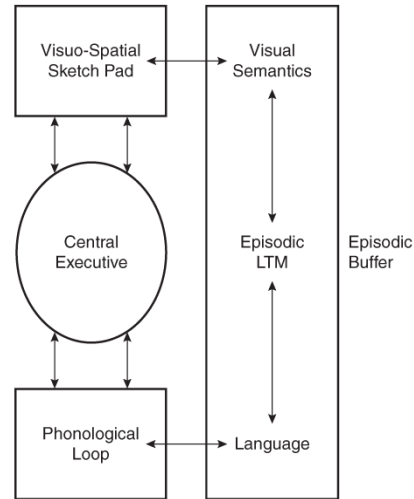 Visuo-Spatial
Sketch Pad
Visual
Semantics
Central
Executive
Episodic
LTM
Episodic
Buffer
Phonological
Loop
Language